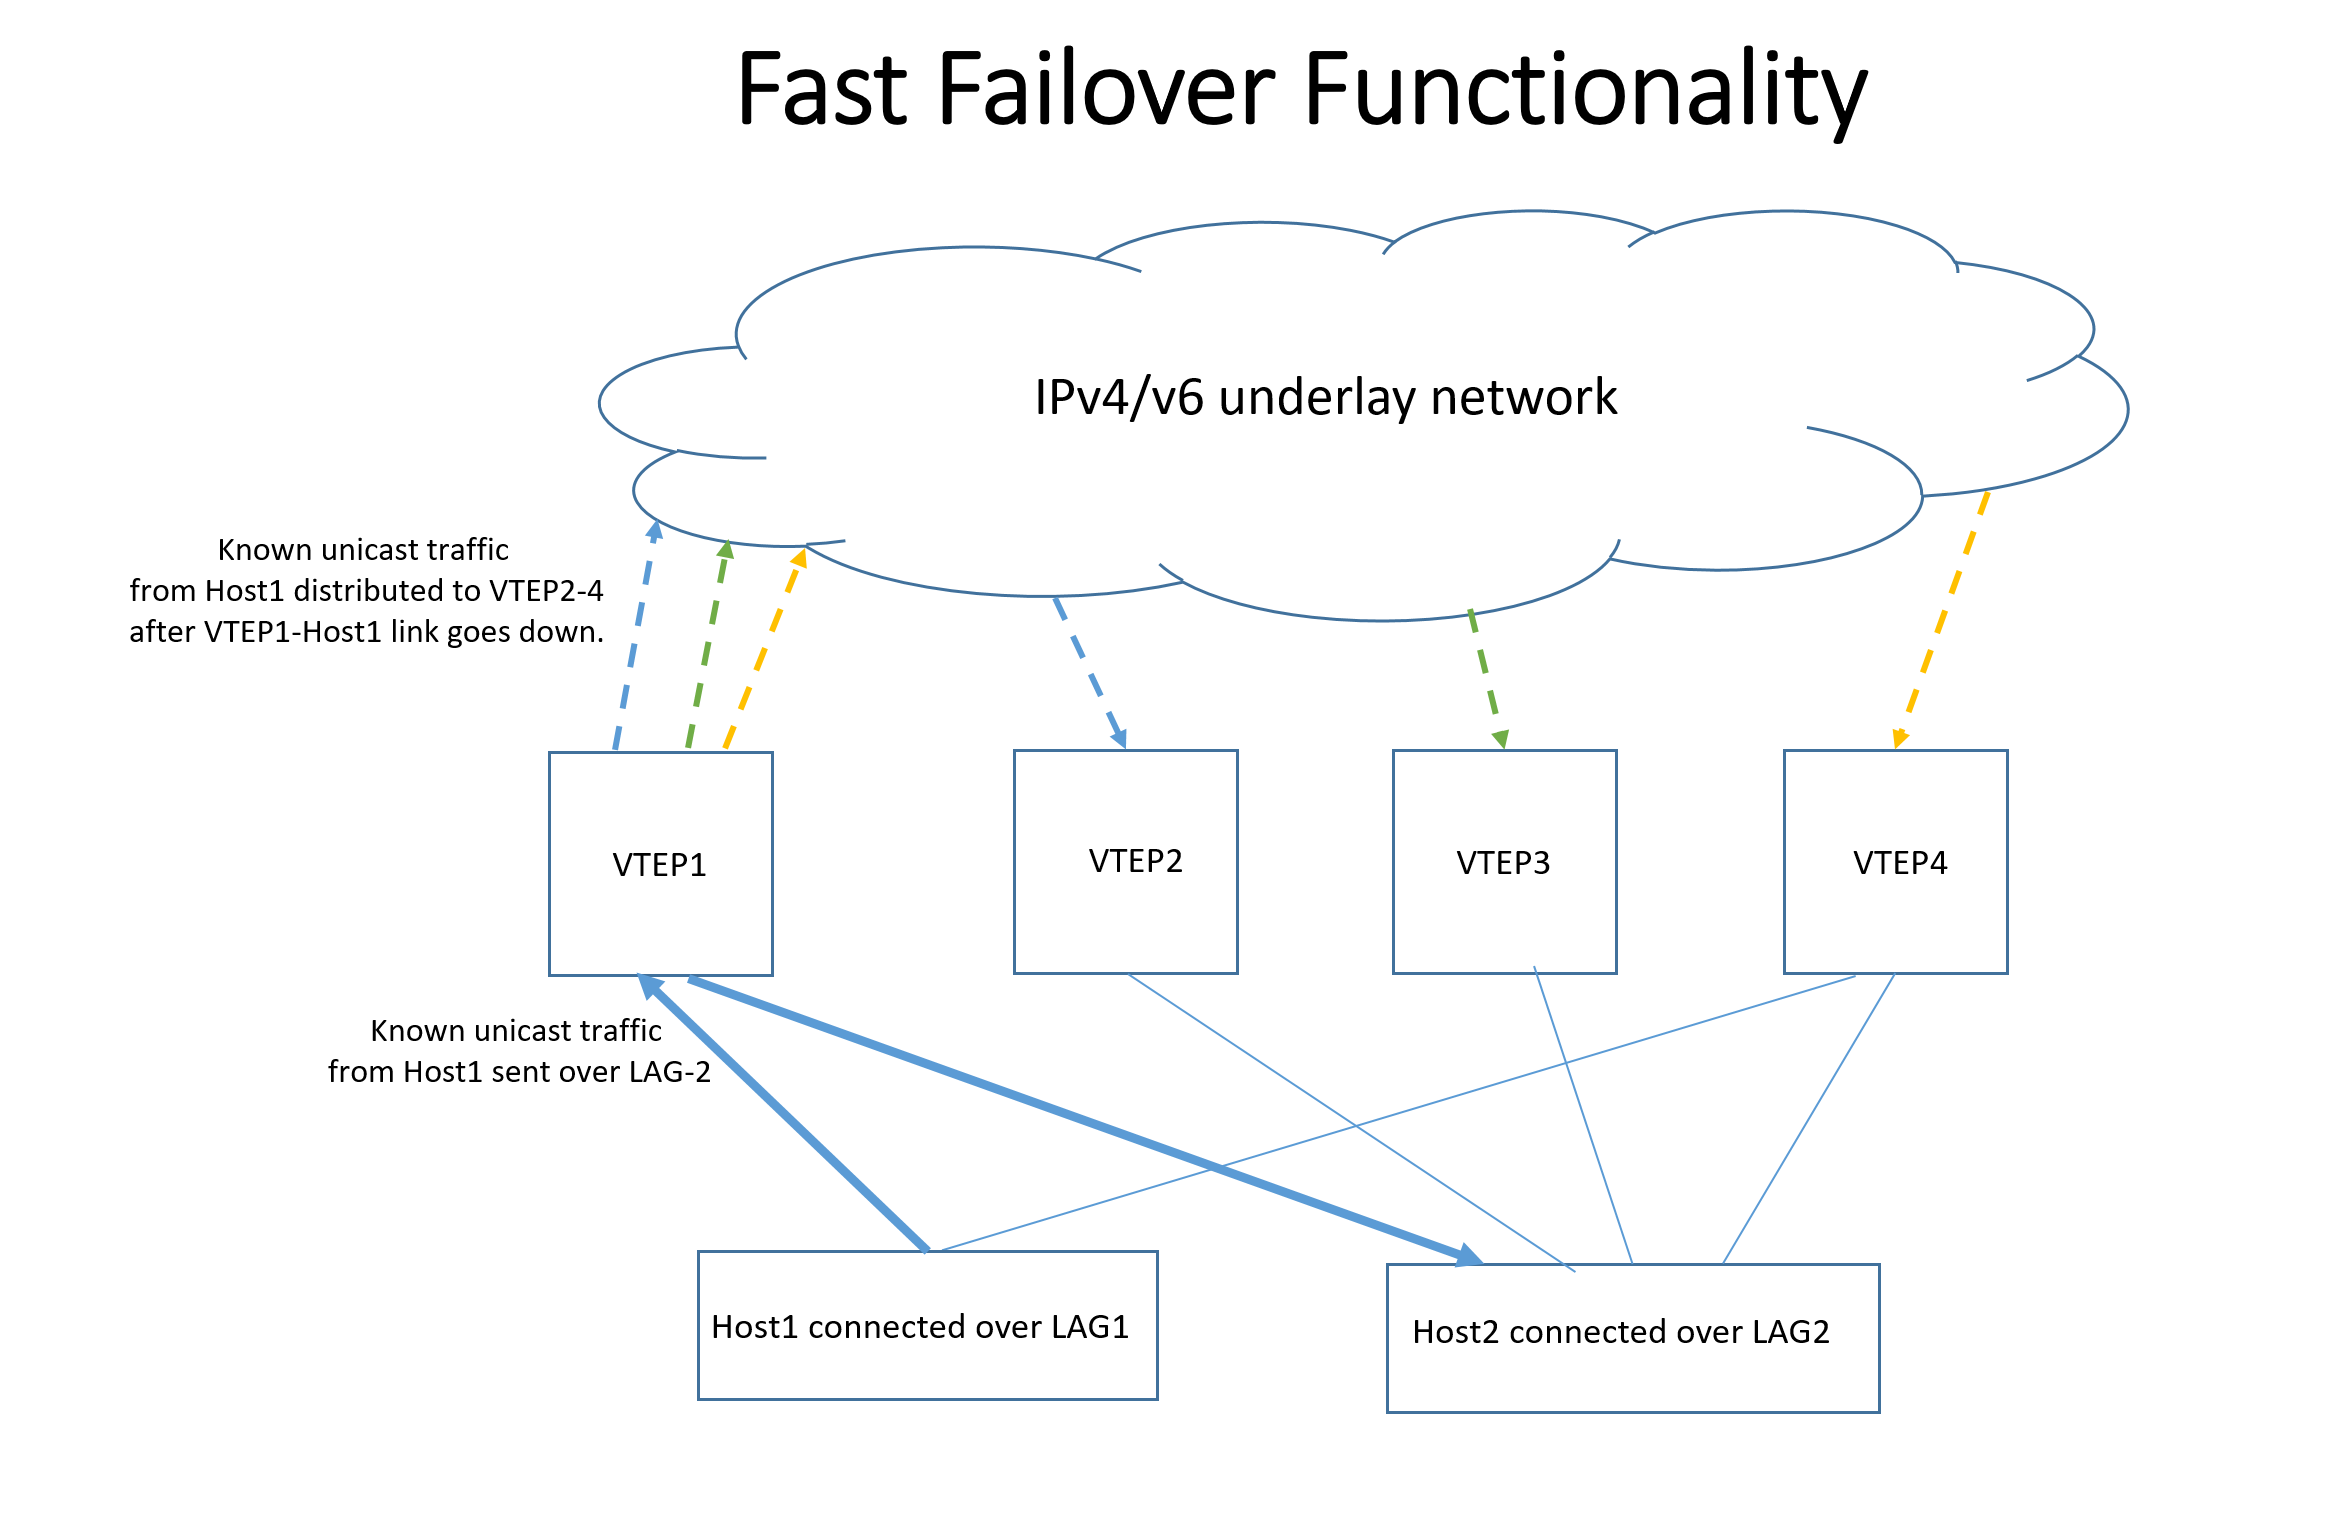 Fast Failover Functionality
IPv4/v6 underlay network
Known unicast traffic
from Host1 distributed to VTEP2-4
after VTEP1-Host1 link goes down.
VTEP1
VTEP2
VTEP3
VTEP4
Known unicast traffic
from Host1 sent over LAG-2
Host1 connected over LAG1
Host2 connected over LAG2